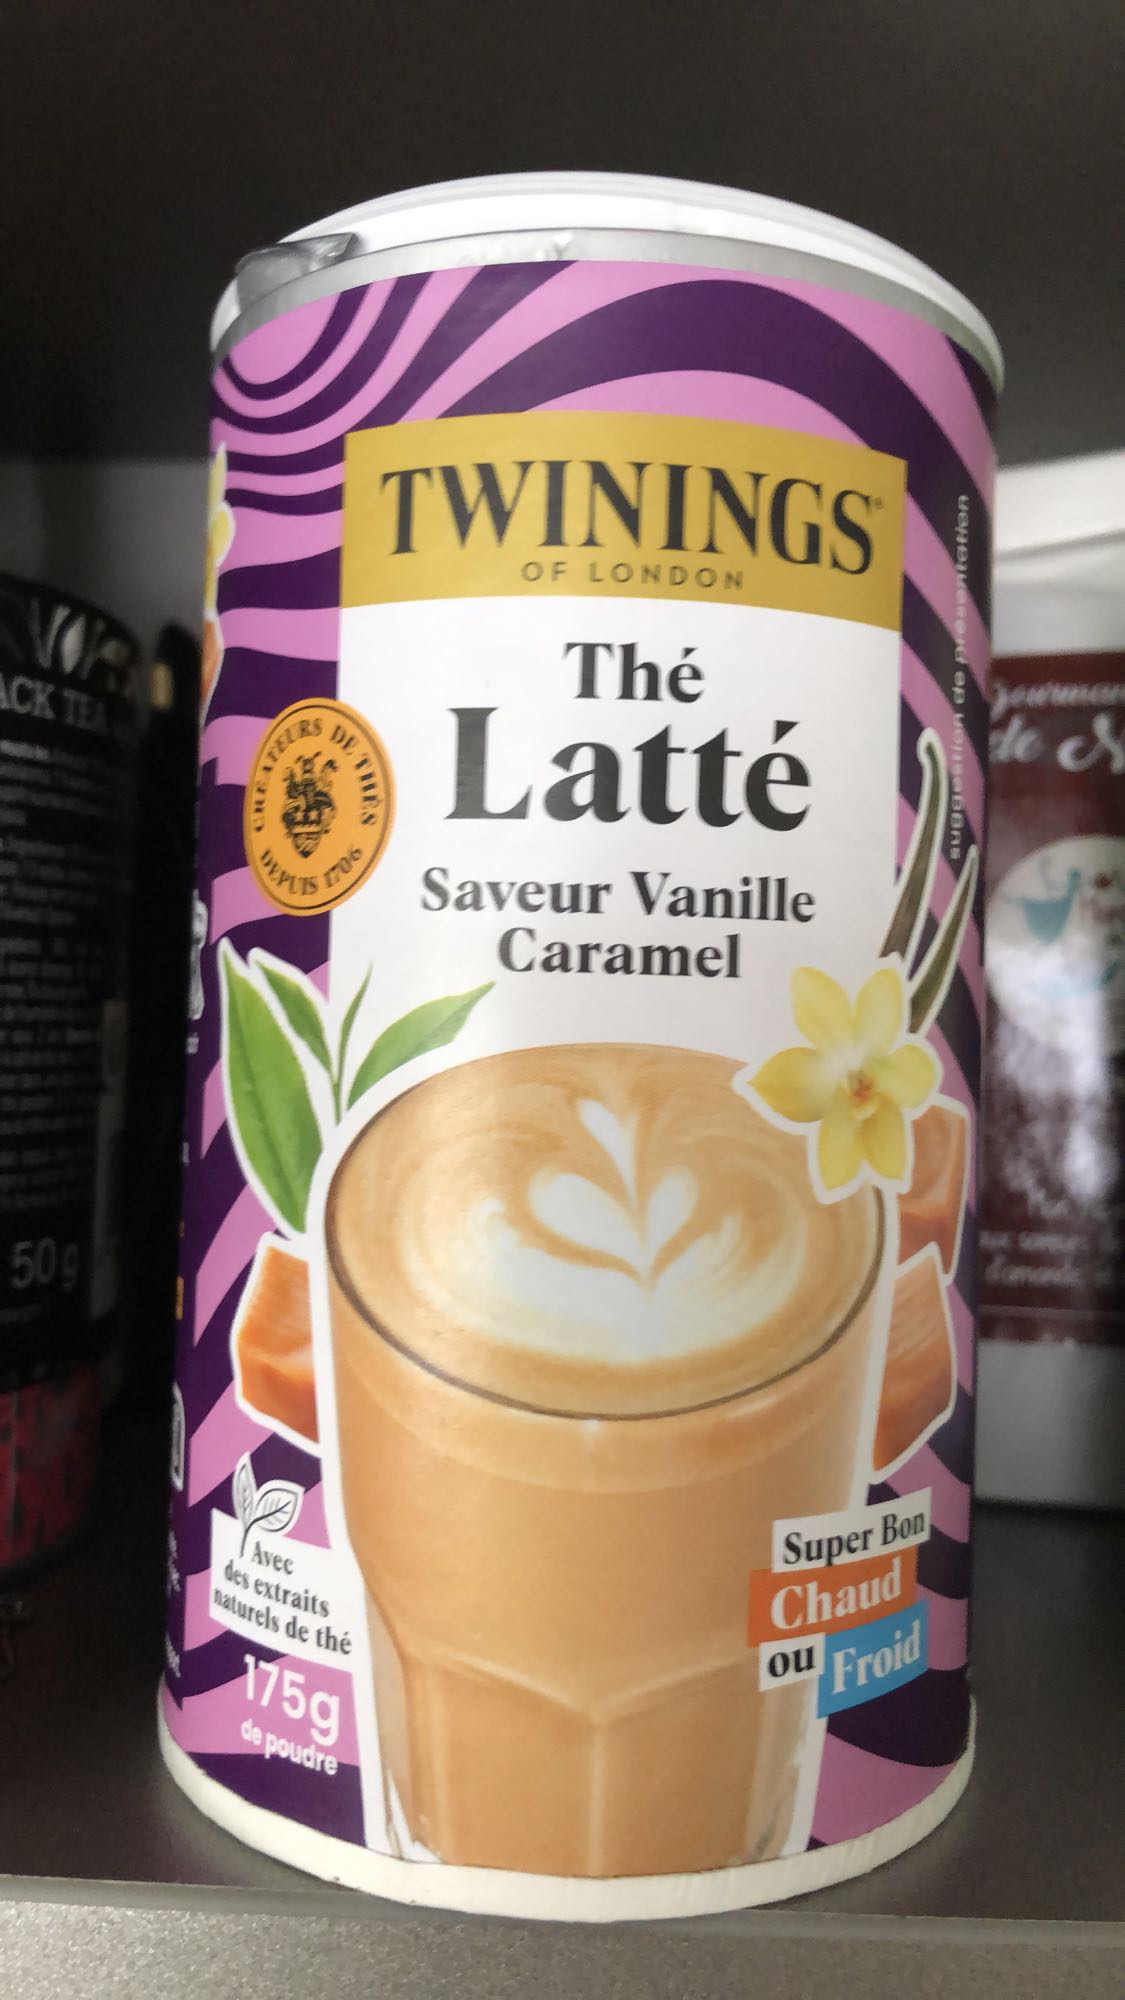 TWININGS®
OF LONDON
Thé
Latté
Saveur Vanille
Caramel
CRÉATEURS DE THÉS
DEPUIS 1706
suggestion de présentation
Avec
des extraits
naturels de thé
175g
de poudre
Super Bon
Chaud
ou Froid
ACK TEA
50g
de N